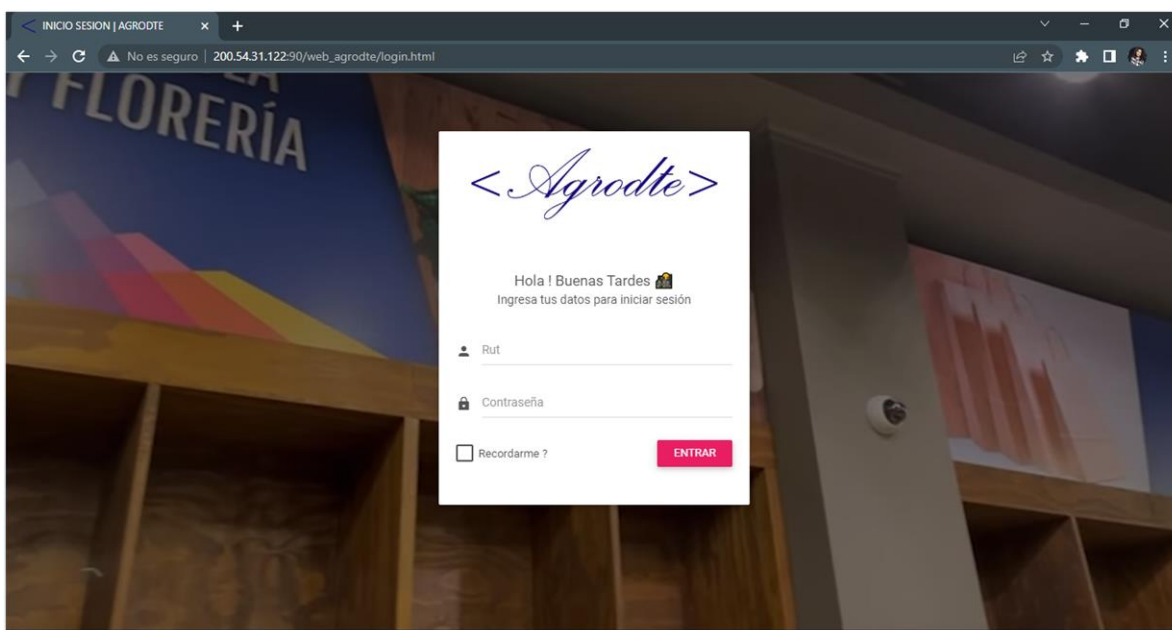 INICIO SESION | AGRODTE
No es seguro | 200.54.31.122:90/web_agrodte/login.html
Y FLORERÍA
<Agrodte>
Hola ! Buenas Tardes
Ingresa tus datos para iniciar sesión
Rut
Contraseña
Recordarme ?
ENTRAR